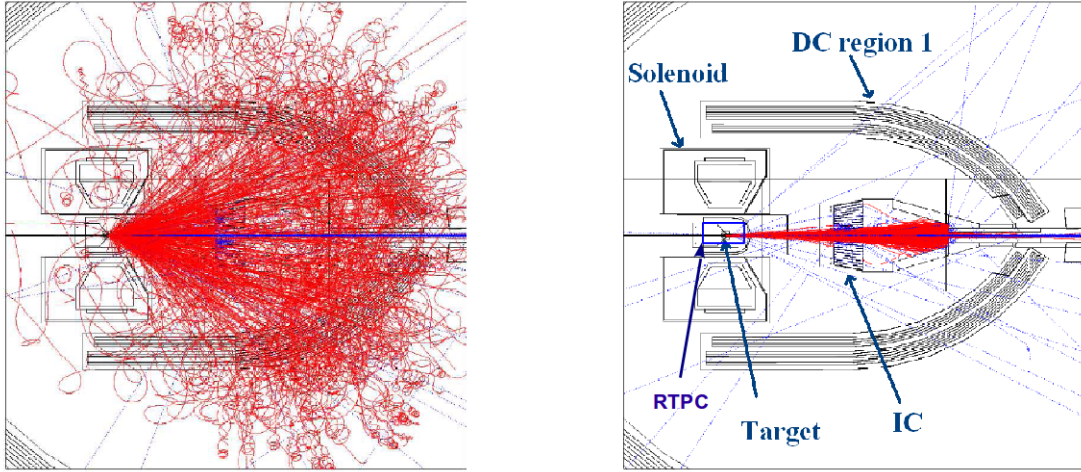 DC region 1
Solenoid
RTPC
Target
IC